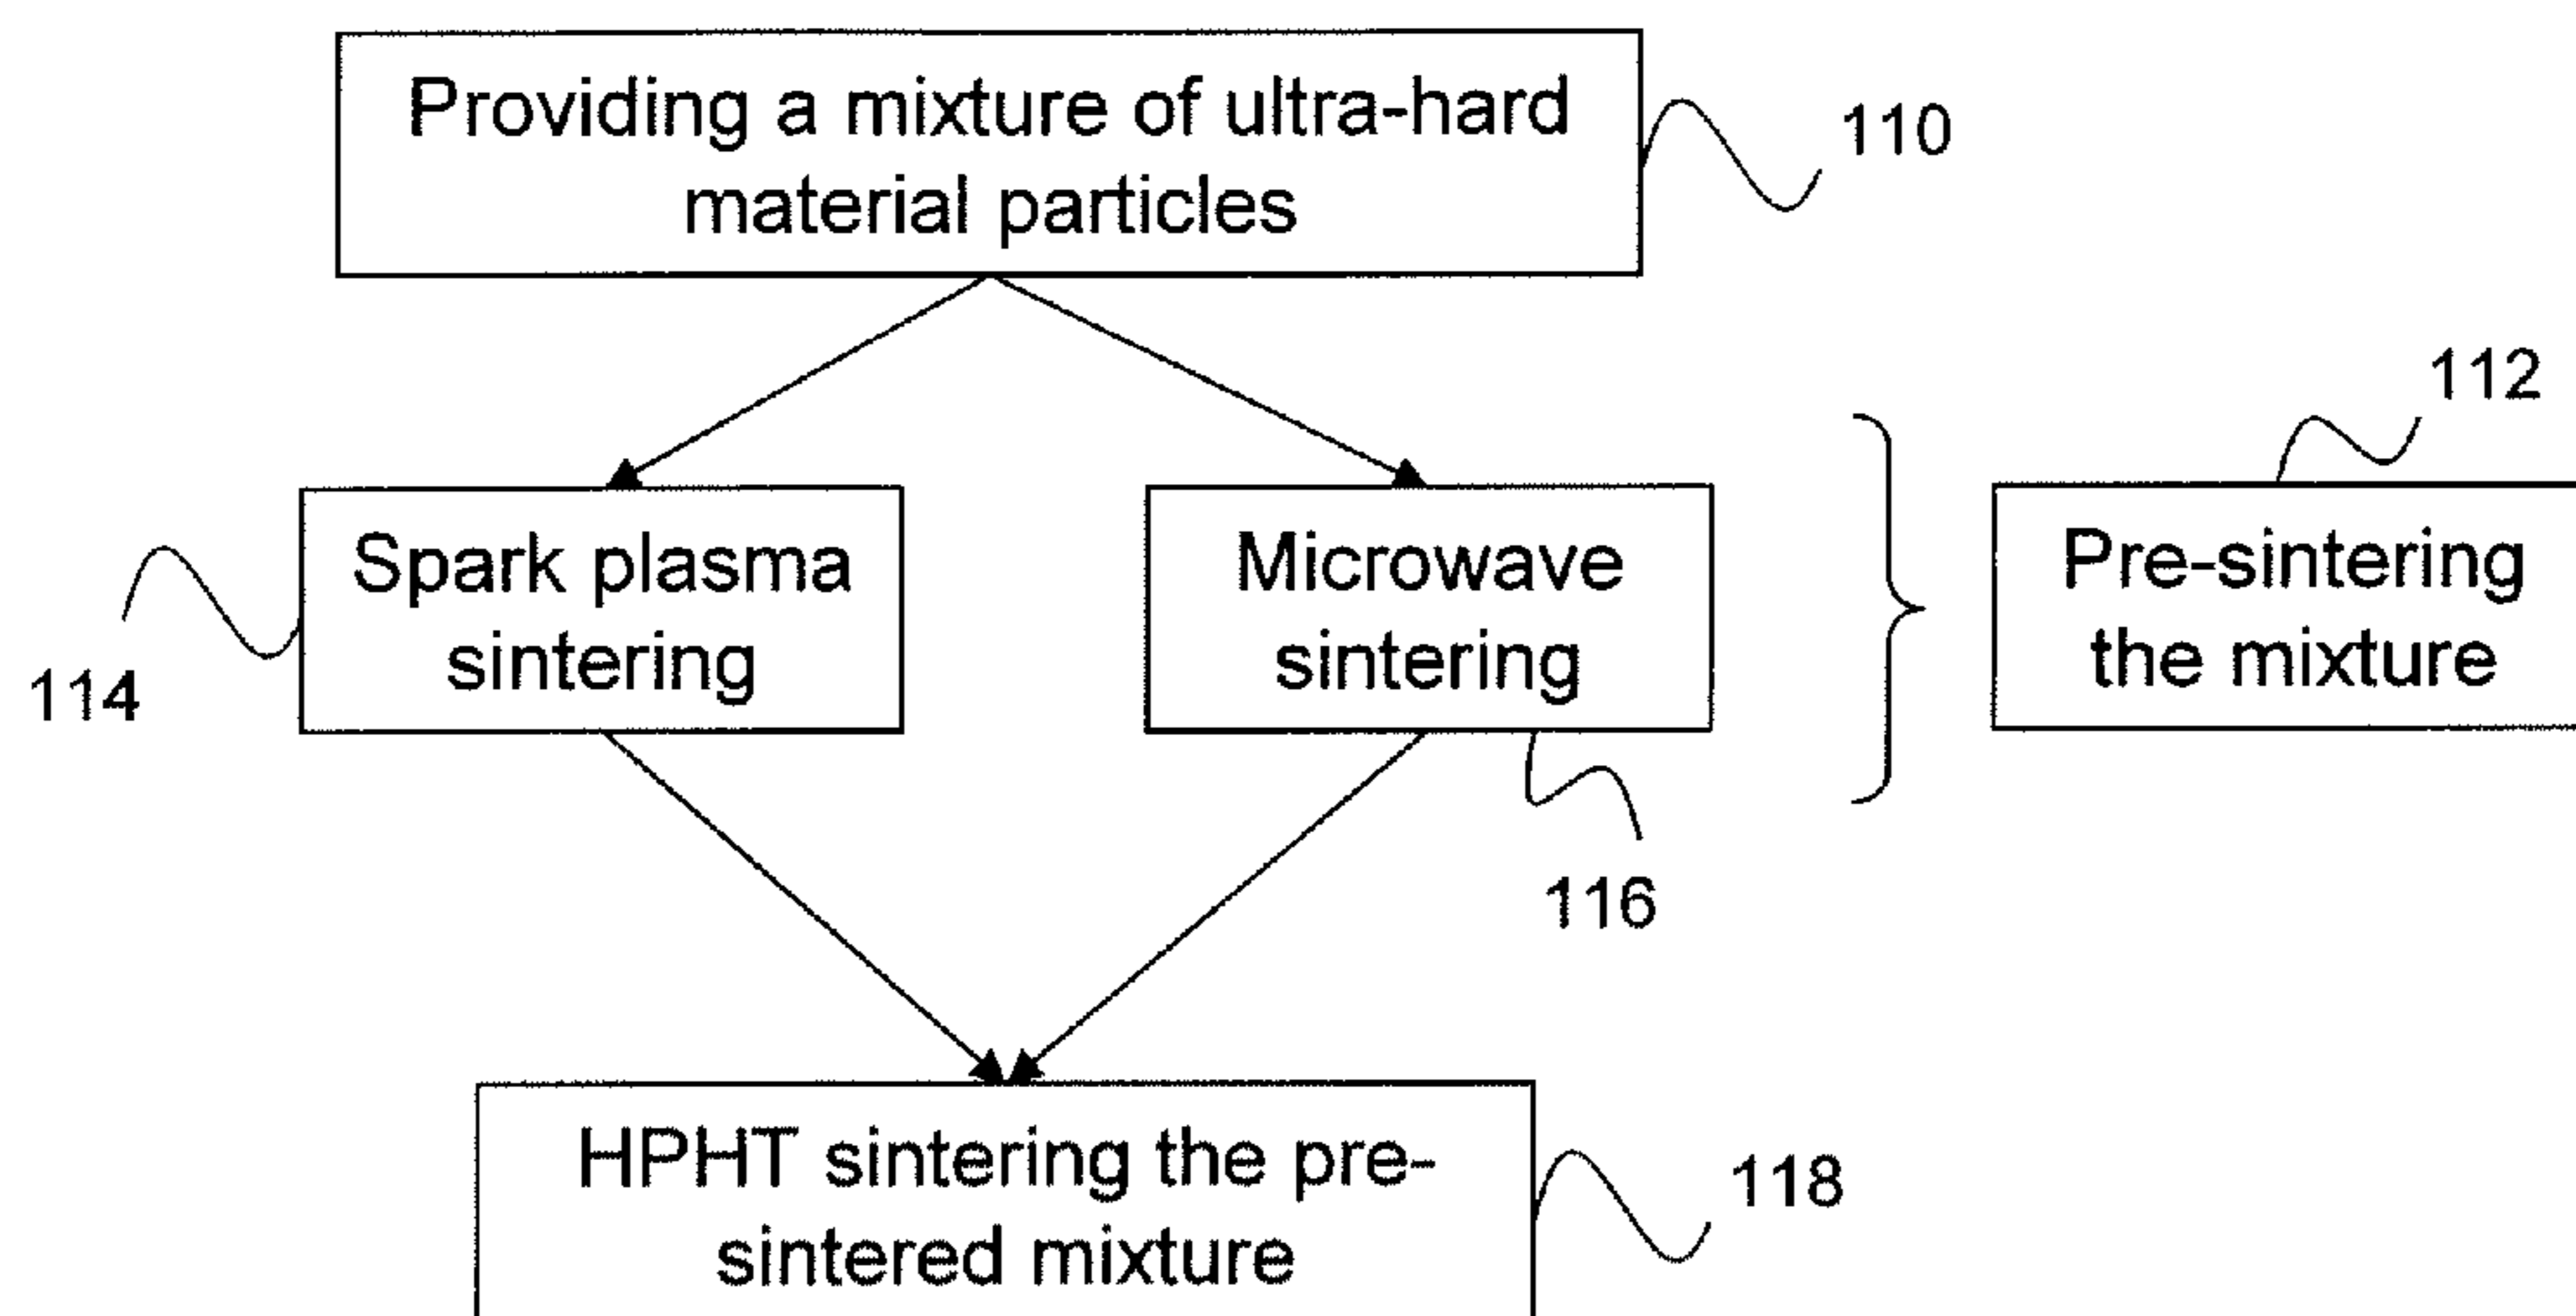 Providing a mixture of ultra-hard
material particles
110
112
Spark plasma
sintering
114
Microwave
sintering
116
Pre-sintering
the mixture
HPHT sintering the pre-
sintered mixture
118